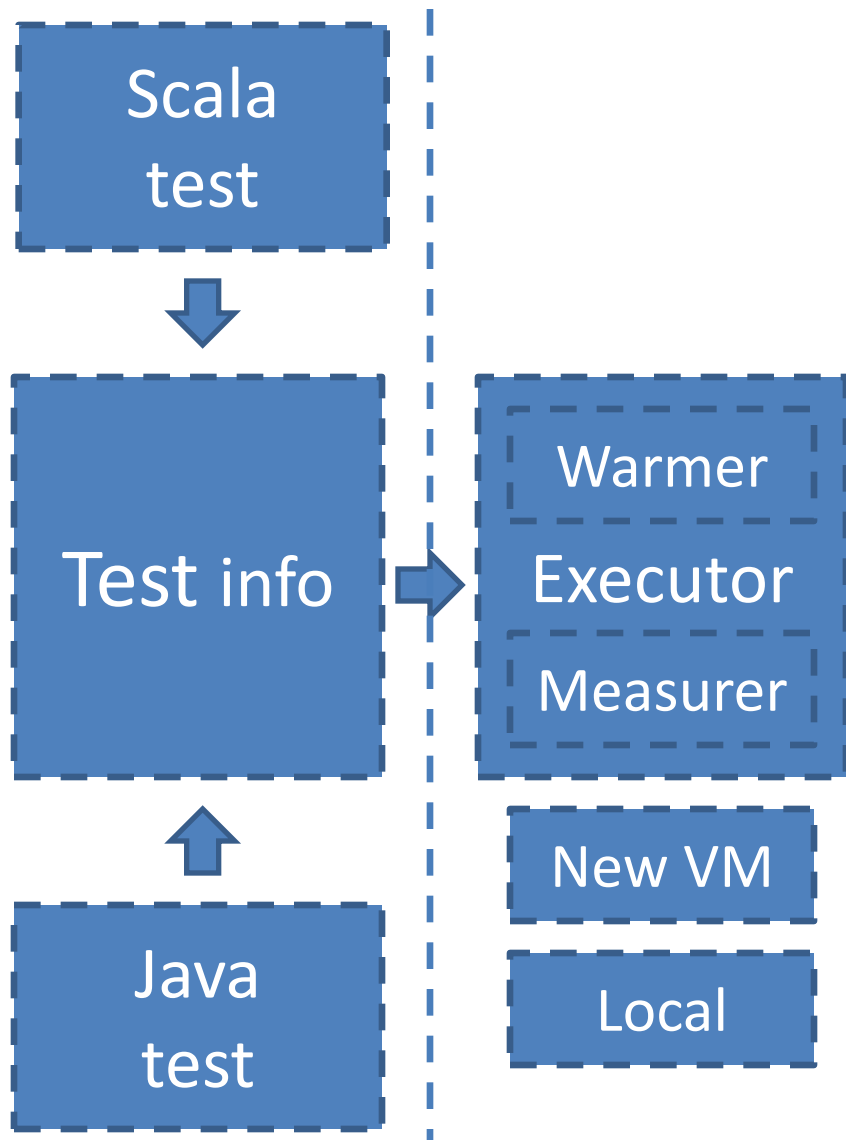 Scala
test
Test info
Java
test
Warmer
Executor
Measurer
New VM
Local